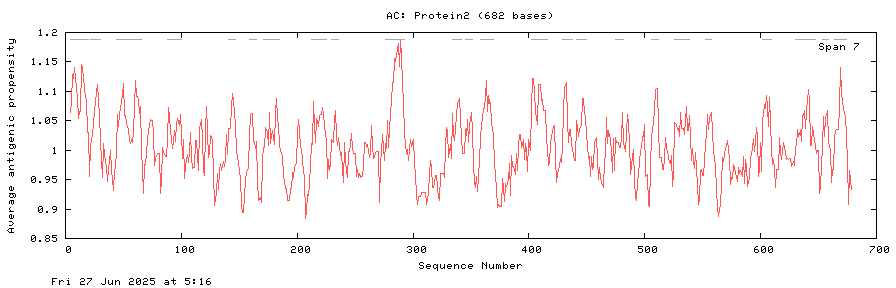 AC: Protein2 (682 bases)
1.2
Span 7
1.15
1.1
1.05
1
0.95
0.9
0.85
Average antigenic propensity
0 100 200 300 400 500 600 700
Sequence Number
Fri 27 Jun 2025 at 5:16